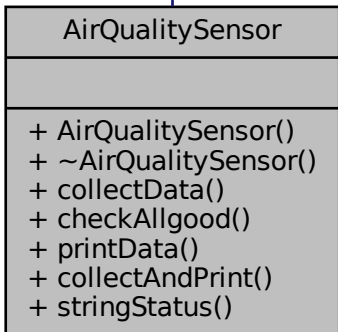 AirQualitySensor
+ AirQualitySensor()
+ ~AirQualitySensor()
+ collectData()
+ checkAllgood()
+ printData()
+ collectAndPrint()
+ stringStatus()